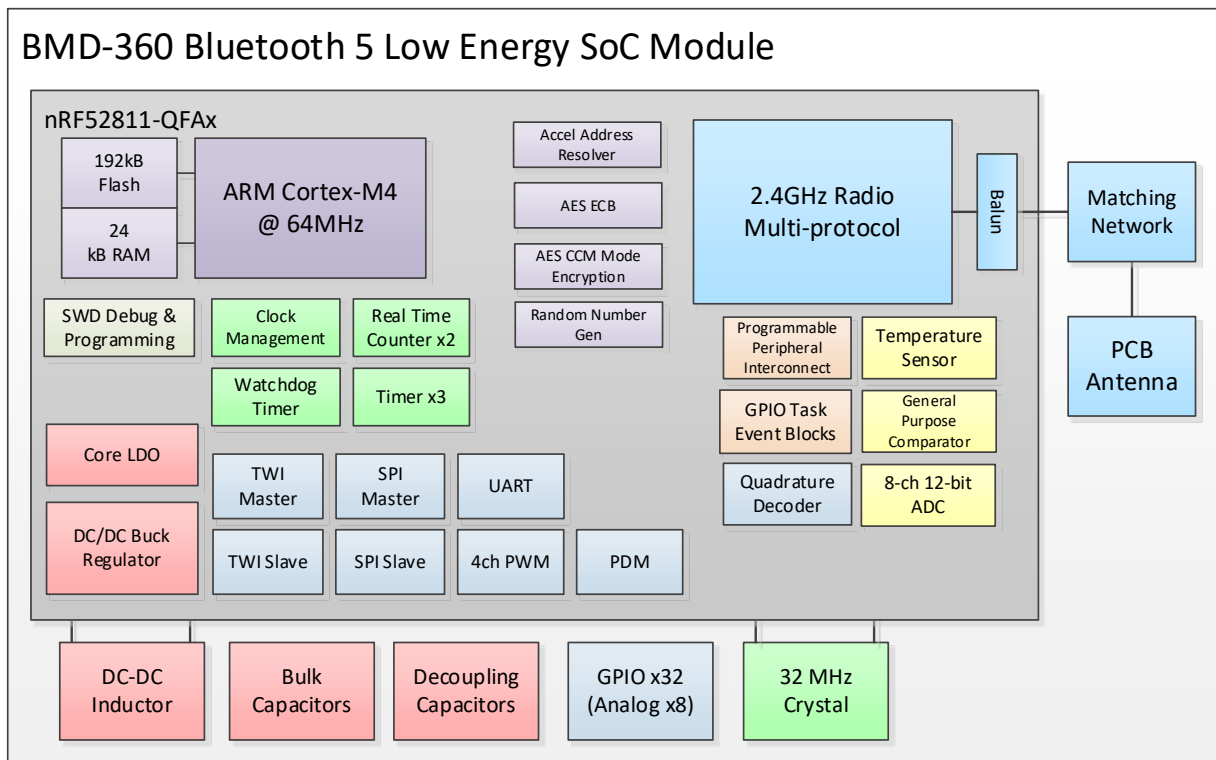 BMD-360 Bluetooth 5 Low Energy SoC Module
nRF52811-QFAx
192kB
Flash
24
kB RAM
ARM Cortex-M4
@ 64MHz
Accel Address
Resolver
AES ECB
AES CCM Mode
Encryption
Random Number
Gen
2.4GHz Radio
Multi-protocol
Balun
Matching
Network
PCB
Antenna
SWD Debug &
Programming
Clock
Management
Real Time
Counter x2
Watchdog
Timer
Timer x3
Programmable
Peripheral
Interconnect
Temperature
Sensor
GPIO Task
Event Blocks
General
Purpose
Comparator
Quadrature
Decoder
8-ch 12-bit
ADC
Core LDO
DC/DC Buck
Regulator
TWI
Master
SPI
Master
UART
TWI Slave
SPI Slave
4ch PWM
PDM
DC-DC
Inductor
Bulk
Capacitors
Decoupling
Capacitors
GPIO x32
(Analog x8)
32 MHz
Crystal